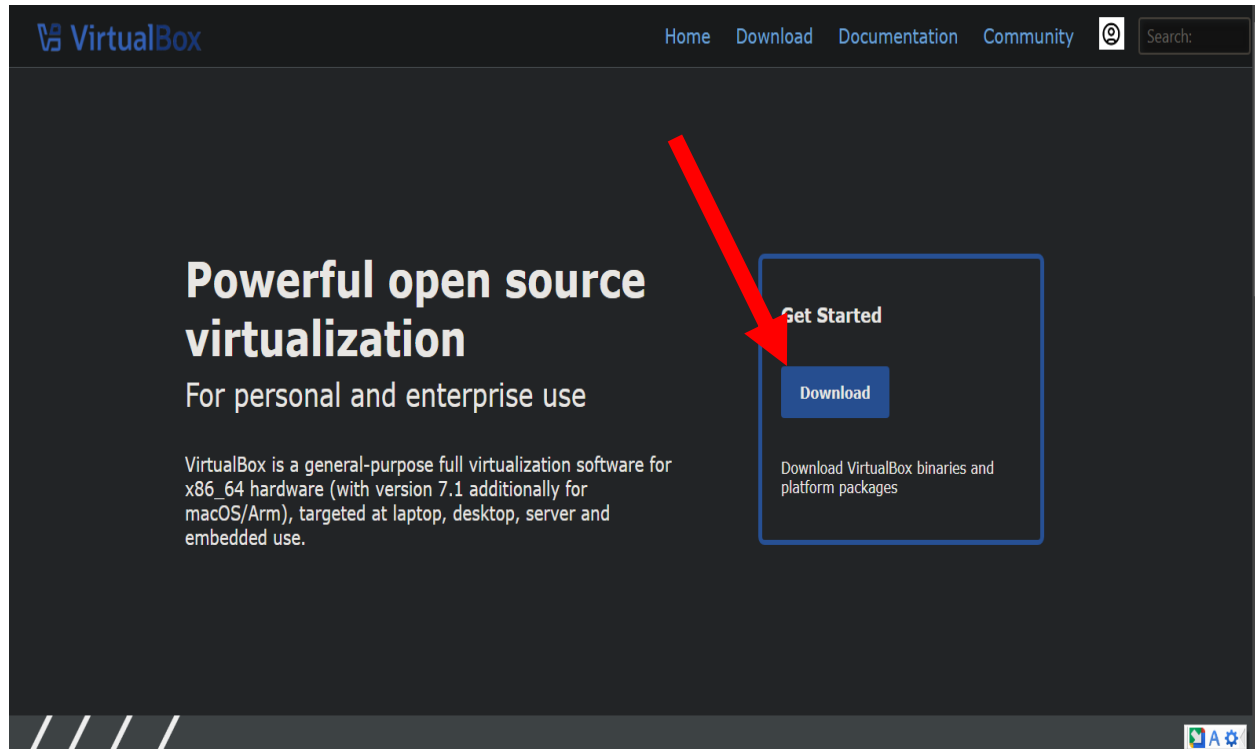 VirtualBox
Home Download Documentation Community Search:
Powerful open source
virtualization
For personal and enterprise use
VirtualBox is a general-purpose full virtualization software for
x86_64 hardware (with version 7.1 additionally for
macOS/Arm), targeted at laptop, desktop, server and
embedded use.
Get Started
Download
Download VirtualBox binaries and
platform packages
A